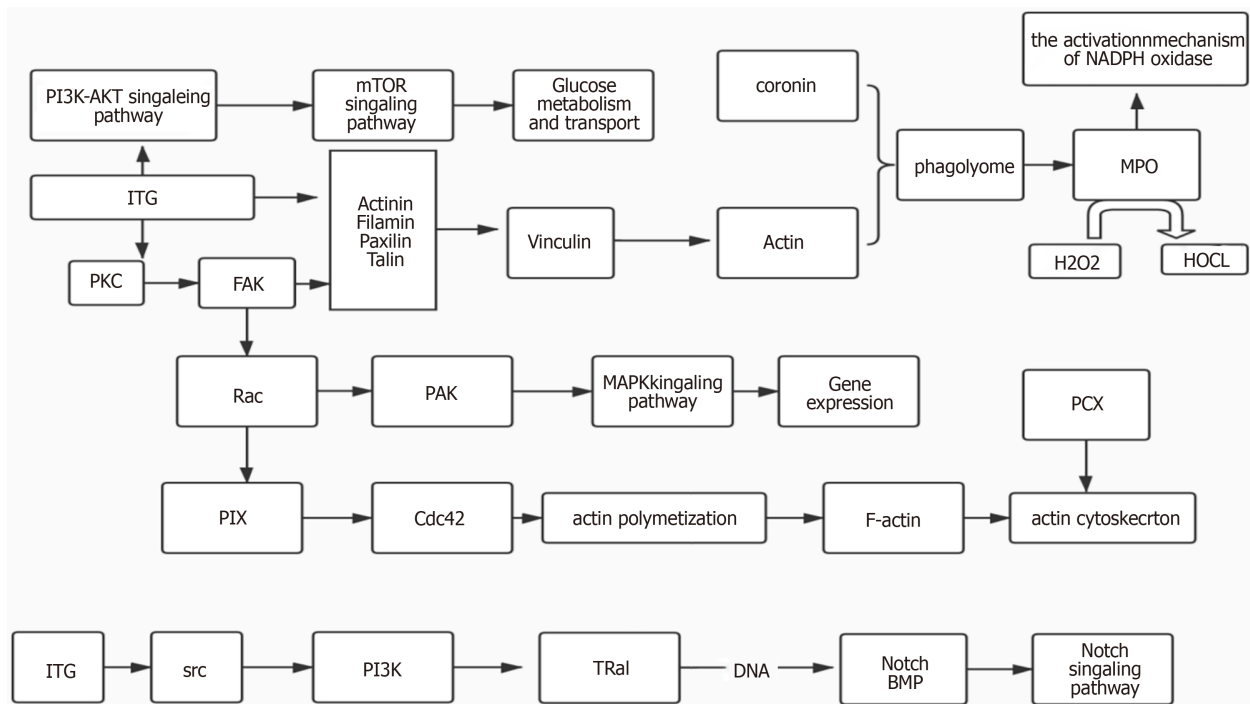 the activationnmechanism
of NADPH oxidase
coronin
PI3K-AKT singaleing
pathway
mTOR
singaling
pathway
Glucose
metabolism
and transport
phagolyome
MPO
ITG
Actinin
Filamin
Paxilin
Talin
Vinculin
Actin
H2O2
HOCL
PKC
FAK
Rac
PAK
MAPKkingaling
pathway
Gene
expression
PCX
PIX
Cdc42
actin polymetization
F-actin
actin cytoskecrton
ITG
src
PI3K
TRal
DNA
Notch
BMP
Notch
singaling
pathway